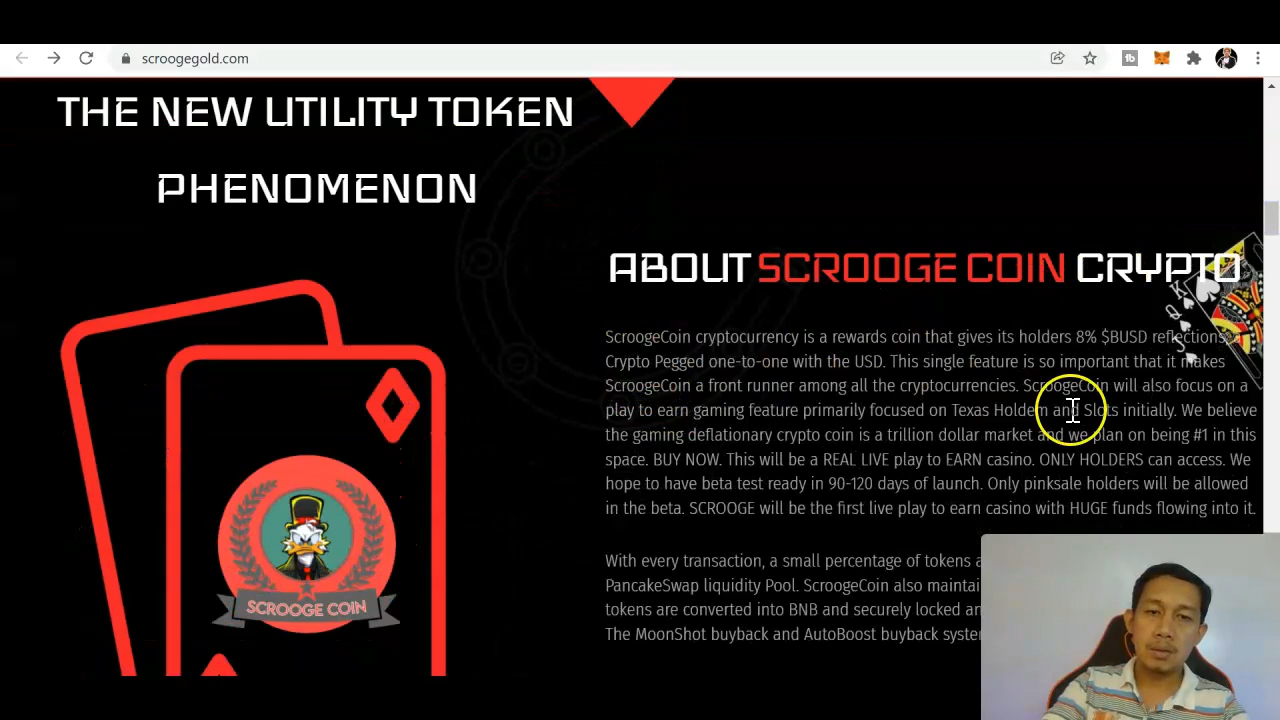 scroogegold.com
THE NEW UTILITY TOKEN
PHENOMENON
ABOUT SCROOGE COIN CRYPTO
ScroogeCoin cryptocurrency is a rewards coin that gives its holders 8% $BUSD reflections, a
Crypto Pegged one-to-one with the USD. This single feature is so important that it makes
ScroogeCoin a front runner among all the cryptocurrencies. ScroogeCoin will also focus on a
play to earn gaming feature primarily focused on Texas Holdem and Slots initially. We believe
the gaming deflationary crypto coin is a trillion dollar market and we plan on being #1 in this
space. BUY NOW. This will be a REAL LIVE play to EARN casino. ONLY HOLDERS can access. We
hope to have beta test ready in 90-120 days of launch. Only pinksale holders will be allowed
in the beta. SCROOGE will be the first live play to earn casino with HUGE funds flowing into it.
With every transaction, a small percentage of tokens
PancakeSwap liquidity Pool. ScroogeCoin also
tokens are converted into BNB and securely locked
The MoonShot buyback and AutoBoost buyback
SCROOGE COIN
K
Q